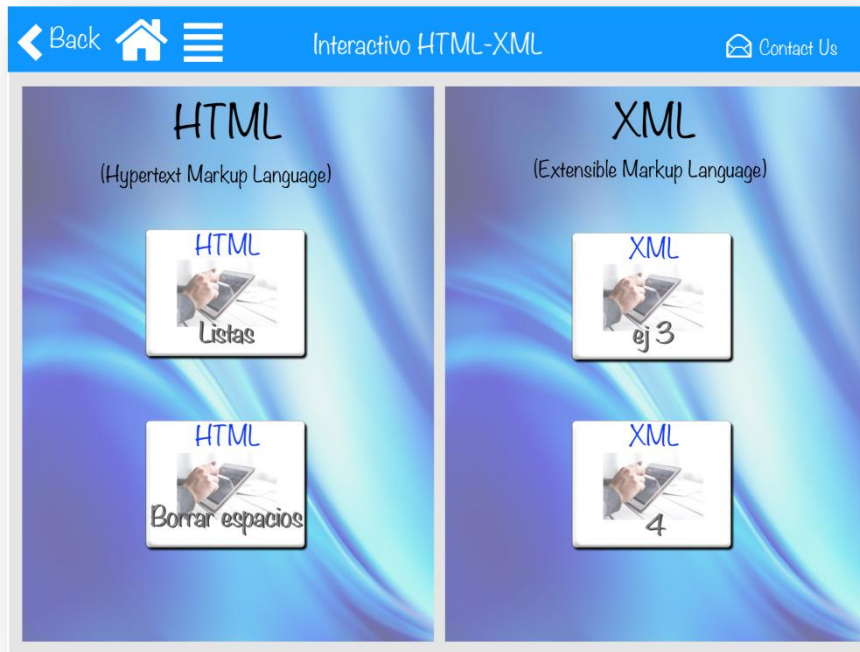 Back
Interactivo HTML-XML
Contact Us
HTML
(Hypertext Markup Language)
HTML
Listas
HTML
Borrar espacios
XML
(Extensible Markup Language)
XML
ej 3
XML
4